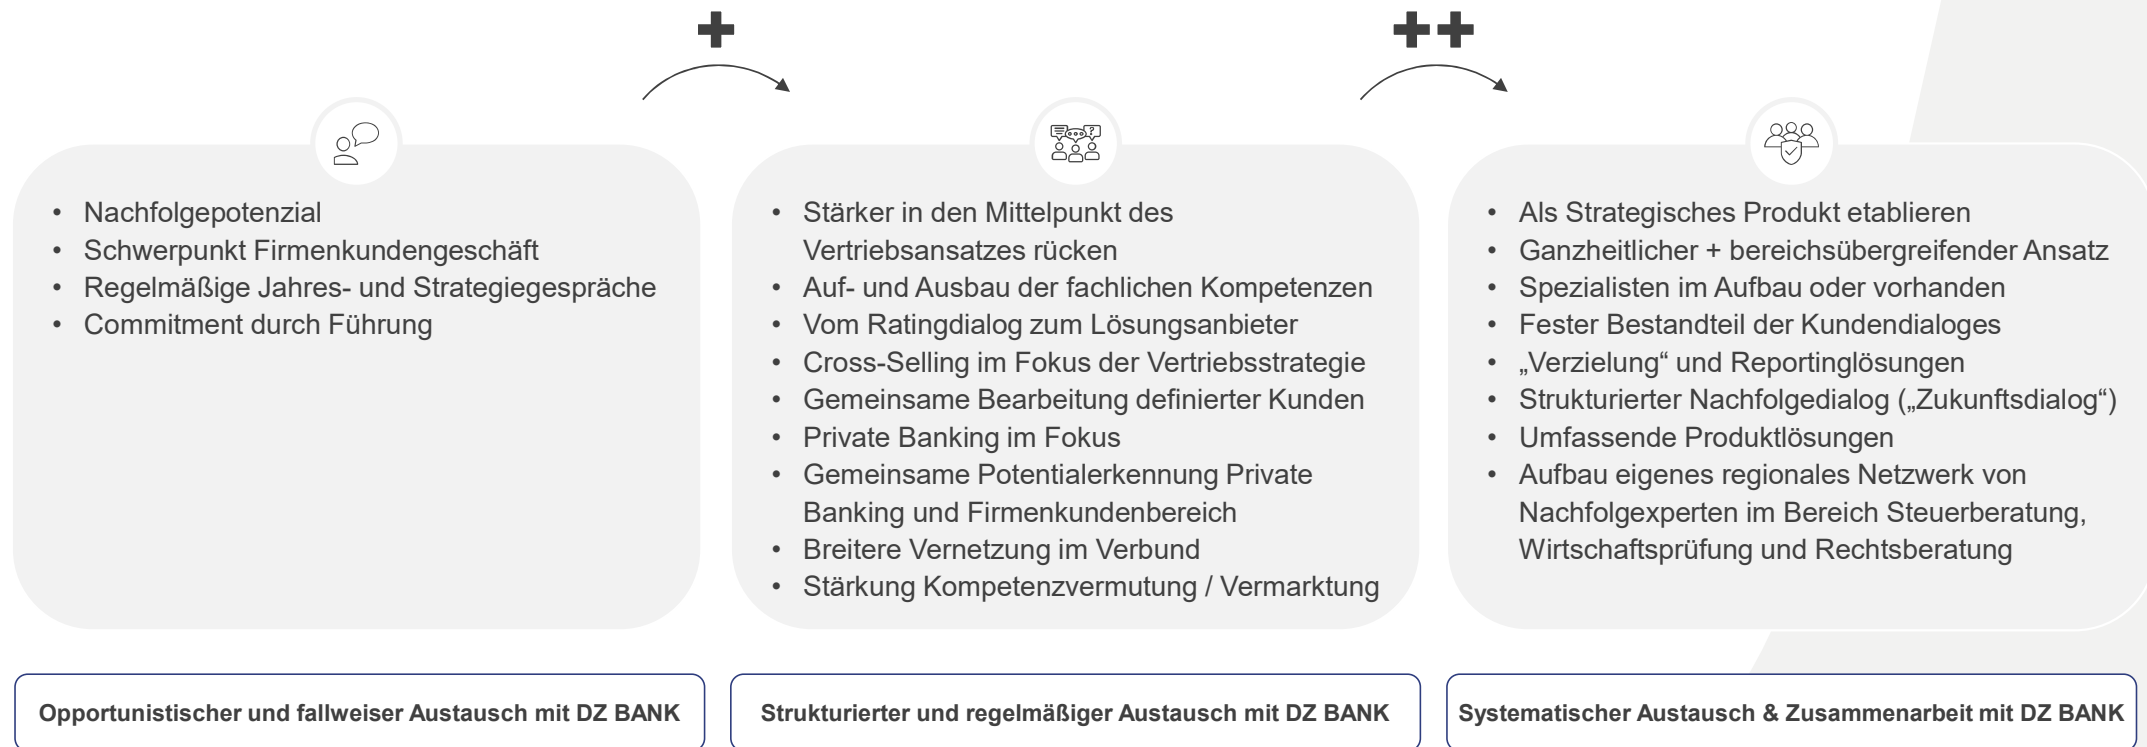 +
++
• Nachfolgepotenzial
• Schwerpunkt Firmenkundengeschäft
• Regelmäßige Jahres- und Strategiegespräche
• Commitment durch Führung
• Stärker in den Mittelpunkt des
Vertriebsansatzes rücken
• Auf- und Ausbau der fachlichen Kompetenzen
• Vom Ratingdialog zum Lösungsanbieter
• Cross-Selling im Fokus der Vertriebsstrategie
• Gemeinsame Bearbeitung definierter Kunden
• Private Banking im Fokus
• Gemeinsame Potentialerkennung Private
Banking und Firmenkundenbereich
• Breitere Vernetzung im Verbund
• Stärkung Kompetenzvermutung / Vermarktung
• Als Strategisches Produkt etablieren
• Ganzheitlicher + bereichsübergreifender Ansatz
• Spezialisten im Aufbau oder vorhanden
• Fester Bestandteil der Kundendialoges
• „Verzielung“ und Reportinglösungen
• Strukturierter Nachfolgedialog („Zukunftsdialog“)
• Umfassende Produktlösungen
• Aufbau eigenes regionales Netzwerk von
Nachfolgexperten im Bereich Steuerberatung,
Wirtschaftsprüfung und Rechtsberatung
Opportunistischer und fallweiser Austausch mit DZ BANK
Strukturierter und regelmäßiger Austausch mit DZ BANK
Systematischer Austausch & Zusammenarbeit mit DZ BANK